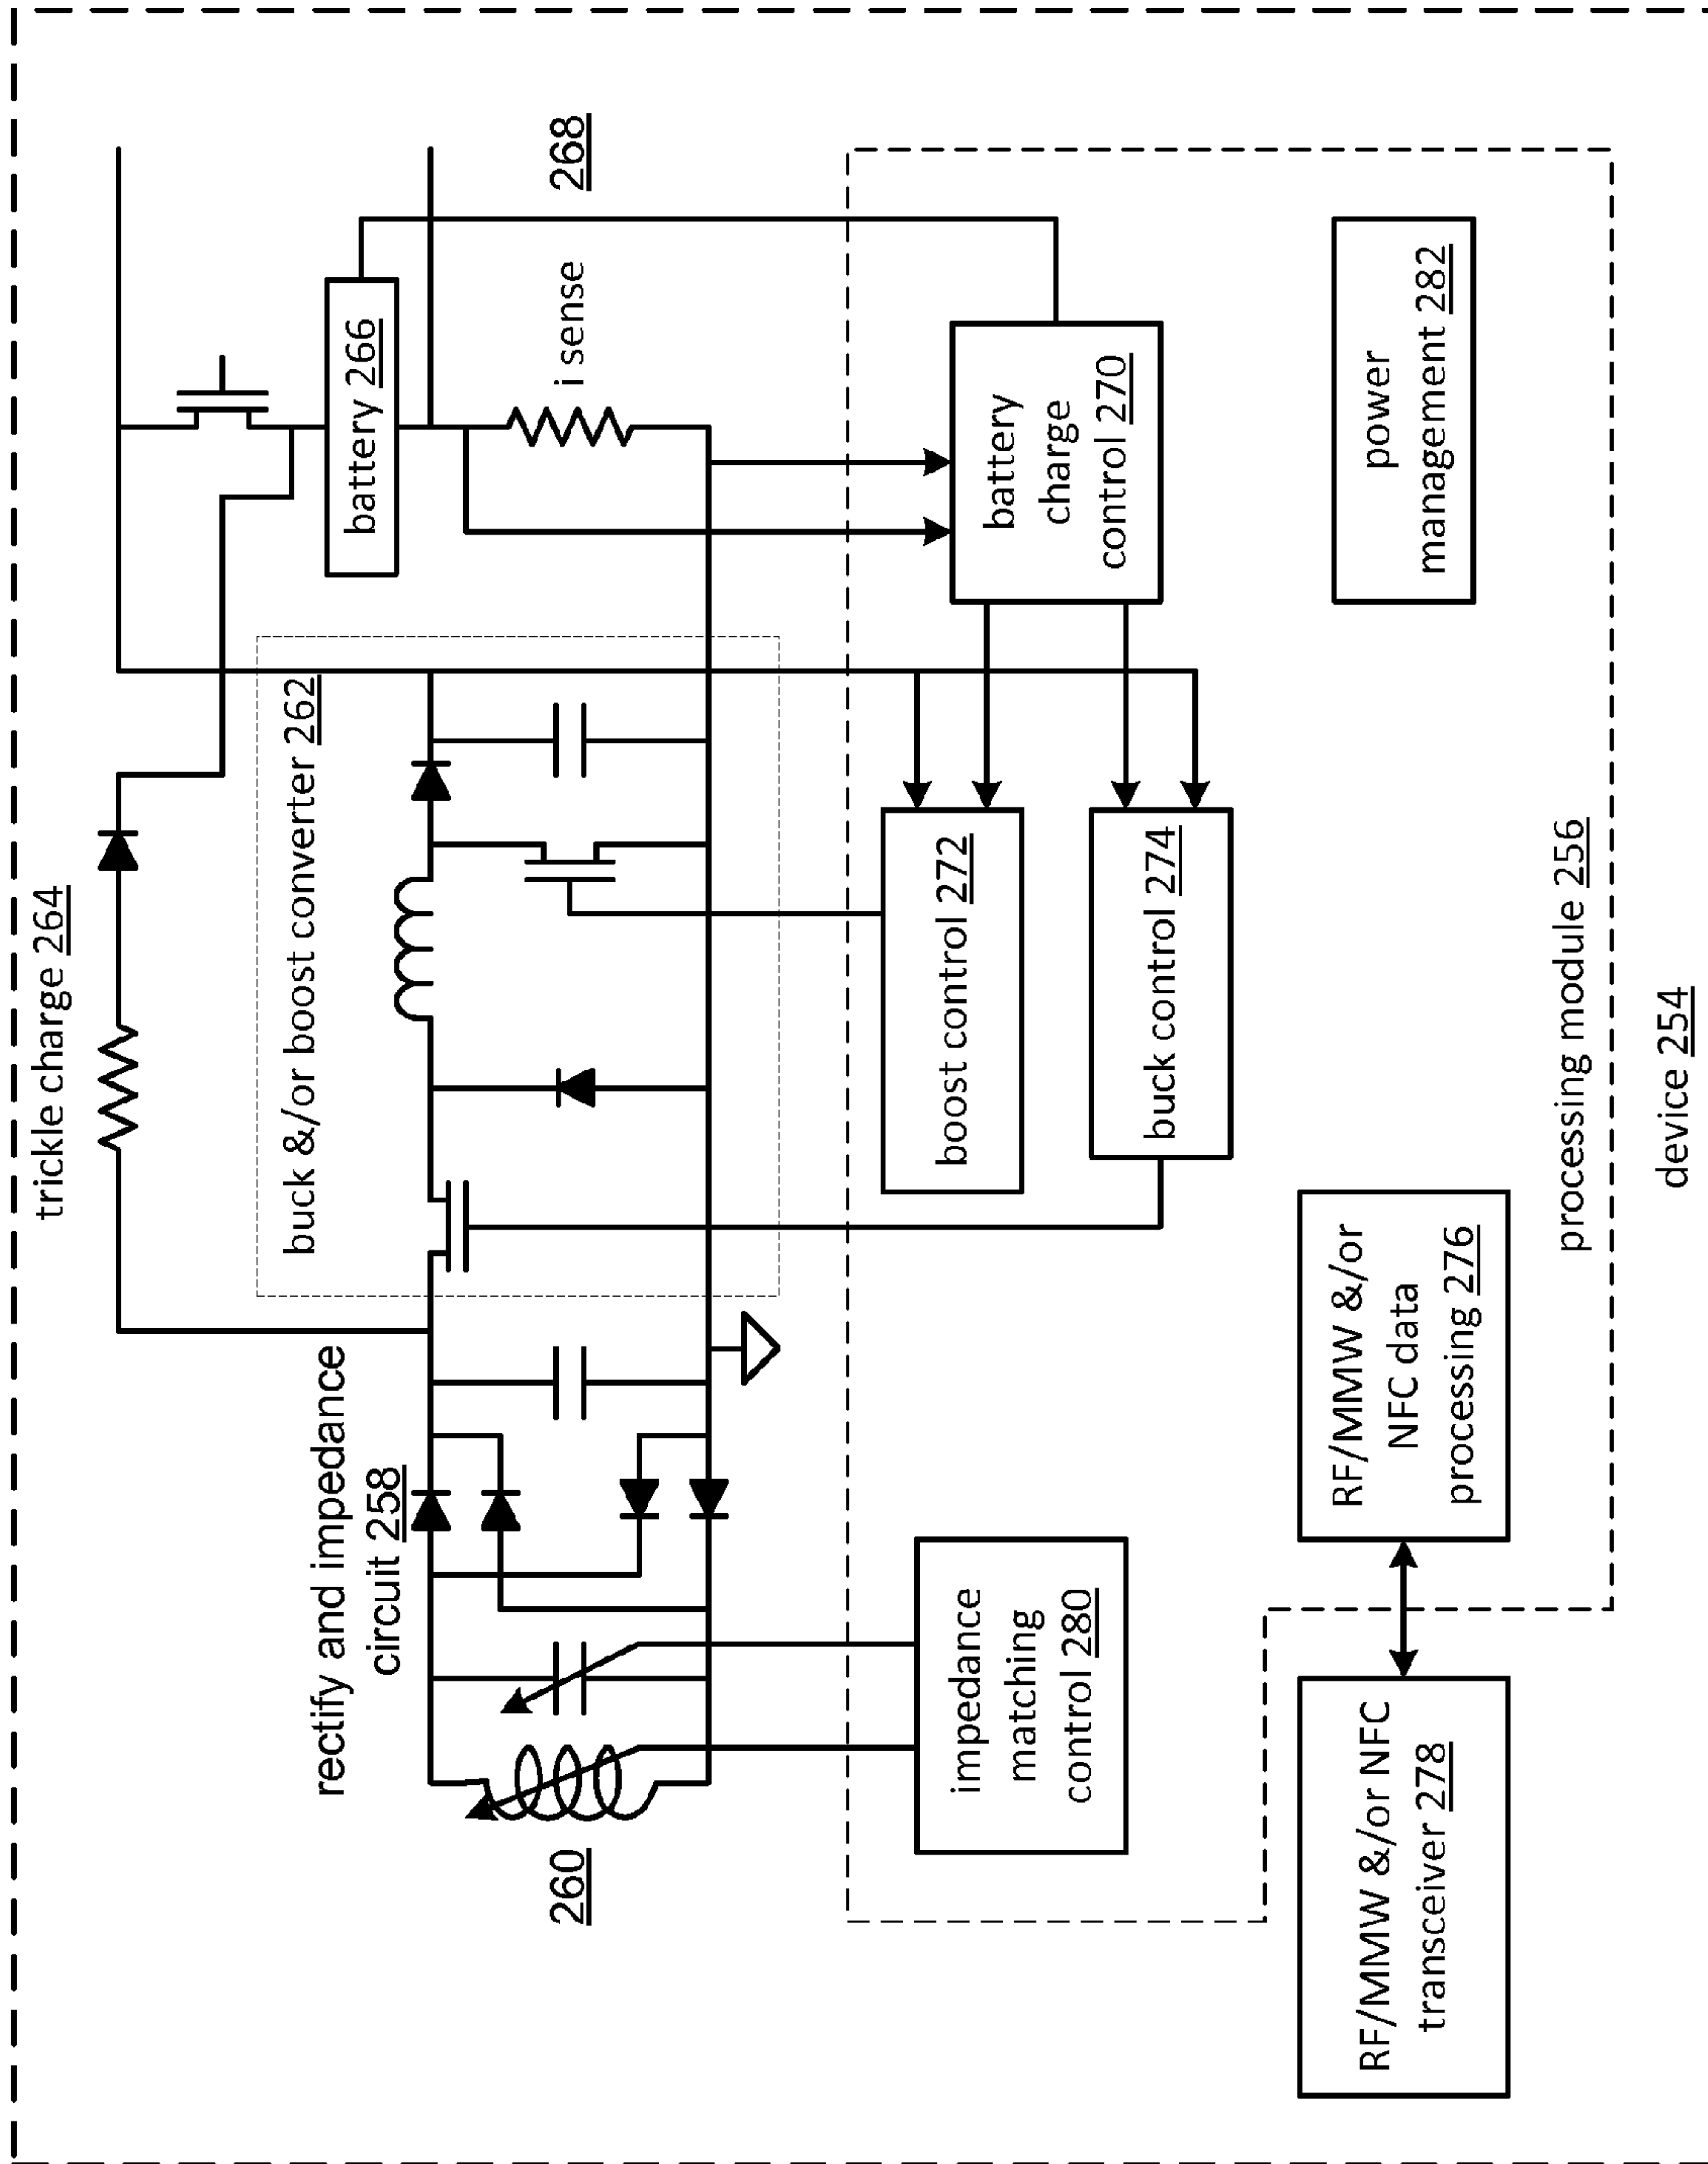 trickle charge 264
buck &/or boost converter 262
rectify and impedance
circuit 258
260
battery 266
268
i sense
impedance
matching
control 280
boost control 272
buck control 274
battery
charge
control 270
RF/MMW &/or NFC
transceiver 278
RF/MMW &/or
NFC data
processing 276
power
management 282
processing module 256
device 254